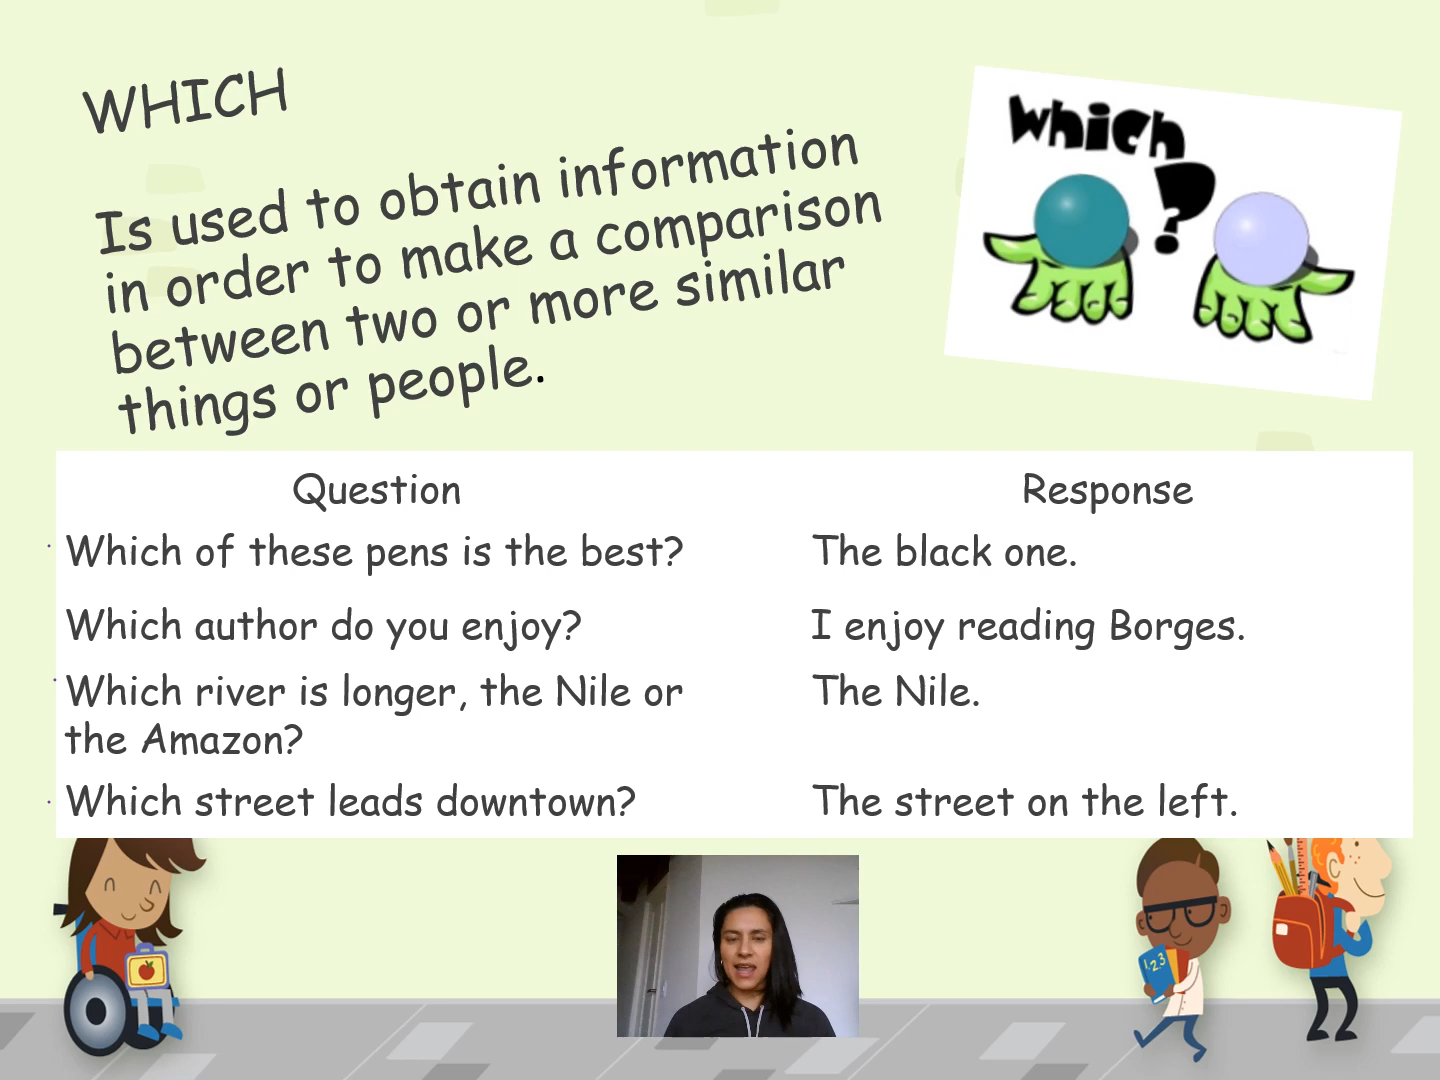 WHICH
Is used to obtain information
in order to make a comparison
between two or more similar
things or people.
Which
?
Question Response
Which of these pens is the best? The black one.
Which author do you enjoy? I enjoy reading Borges.
Which river is longer, the Nile or The Nile.
the Amazon?
Which street leads downtown? The street on the left.
123